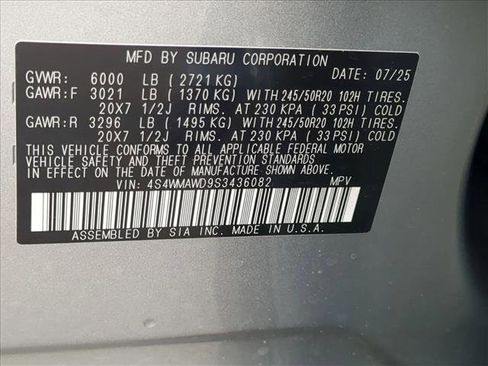 MFD BY SUBARU CORPORATION
GVWR: 6000 LB (2721 KG) DATE: 07/25
GAWR:F 3021 LB (1370 KG) WITH 245/50R20 102H TIRES.
20X7 1/2J RIMS. AT 230 KPA (33 PSI) COLD
GAWR:R 3296 LB (1495 KG) WITH 245/50R20 102H TIRES.
20X7 1/2J RIMS. AT 230 KPA (33 PSI) COLD
THIS VEHICLE CONFORMS TO ALL APPLICABLE FEDERAL MOTOR
VEHICLE SAFETY AND THEFT PREVENTION STANDARDS
IN EFFECT ON THE DATE OF MANUFACTURE SHOWN ABOVE.
VIN: 4S4WMAWD9S3436082 MPV
ASSEMBLED BY SIA INC. MADE IN U.S.A.